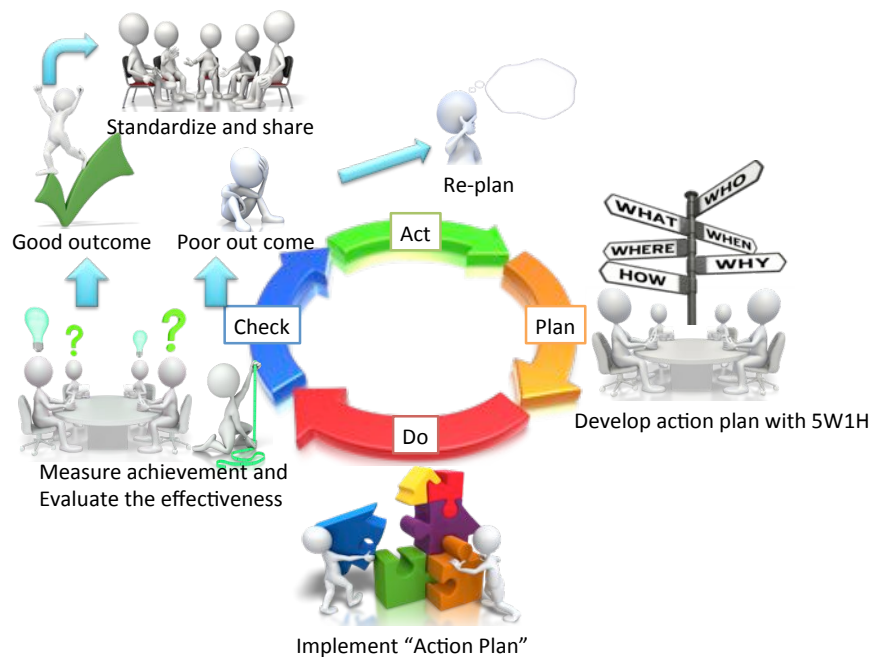 Standardize and share
Re-plan
Good outcome
Poor out come
Act
WHO
WHAT
WHEN
WHERE
WHY
HOW
Check
Plan
Develop action plan with 5W1H
?
?
Do
Measure achievement and
Evaluate the effectiveness
Implement “Action Plan”